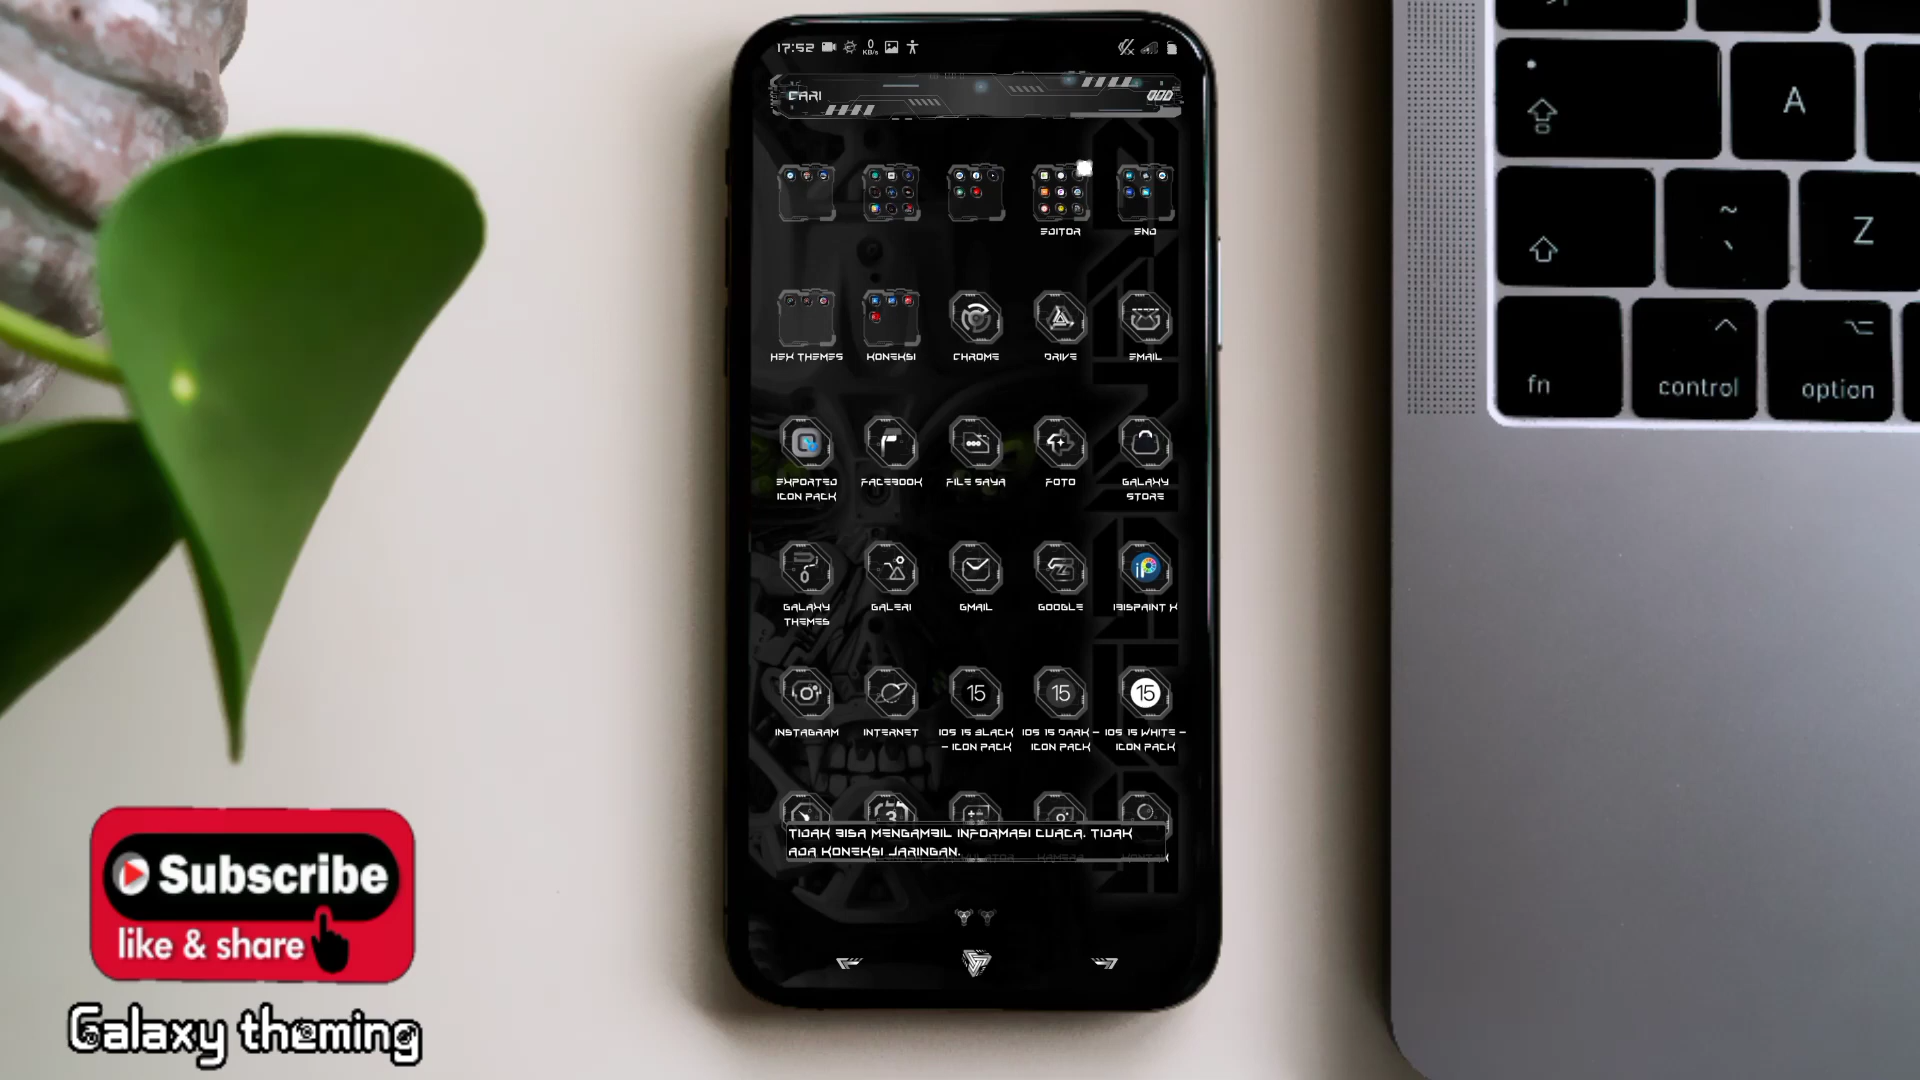 17:52
0
KB/s
CARI
EDITOR
END
HEX THEMES
KONEKSI
CHROME
DRIVE
EMAIL
EXPORTED
ICON PACK
FACEBOOK
FILE SAYA
FOTO
GALAXY
STORE
GALAXY
THEMES
GALERI
GMAIL
GOOGLE
IBISPAINT X
INSTAGRAM
INTERNET
15
IOS 15 BLACK
– ICON PACK
15
IOS 15 DARK –
ICON PACK
15
IOS 15 WHITE –
ICON PACK
3
TIDAK BISA MENGAMBIL INFORMASI CUACA. TIDAK
ADA KONEKSI JARINGAN.
A
~
`
Z
fn
control
option
Subscribe
like & share
Galaxy theming